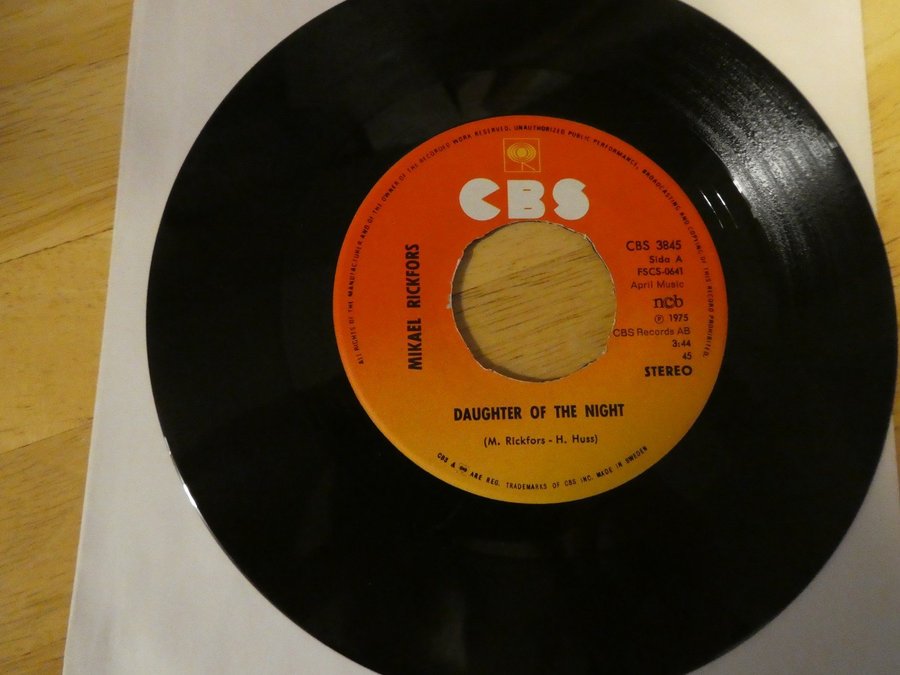 ALL RIGHTS OF THE MANUFACTURER AND OF THE OWNER OF THE RECORDED WORK RESERVED. UNAUTHORIZED PUBLIC PERFORMANCE, BROADCASTING AND COPYING OF THIS RECORD PROHIBITED.
CBS
MIKAEL RICKFORS
CBS 3845
Sida A
FSCS-0641
April Music
ncb
℗ 1975
CBS Records AB
3:44
45
STEREO
DAUGHTER OF THE NIGHT
(M. Rickfors - H. Huss)
CBS & ARE REG. TRADEMARKS OF CBS INC. MADE IN SWEDEN